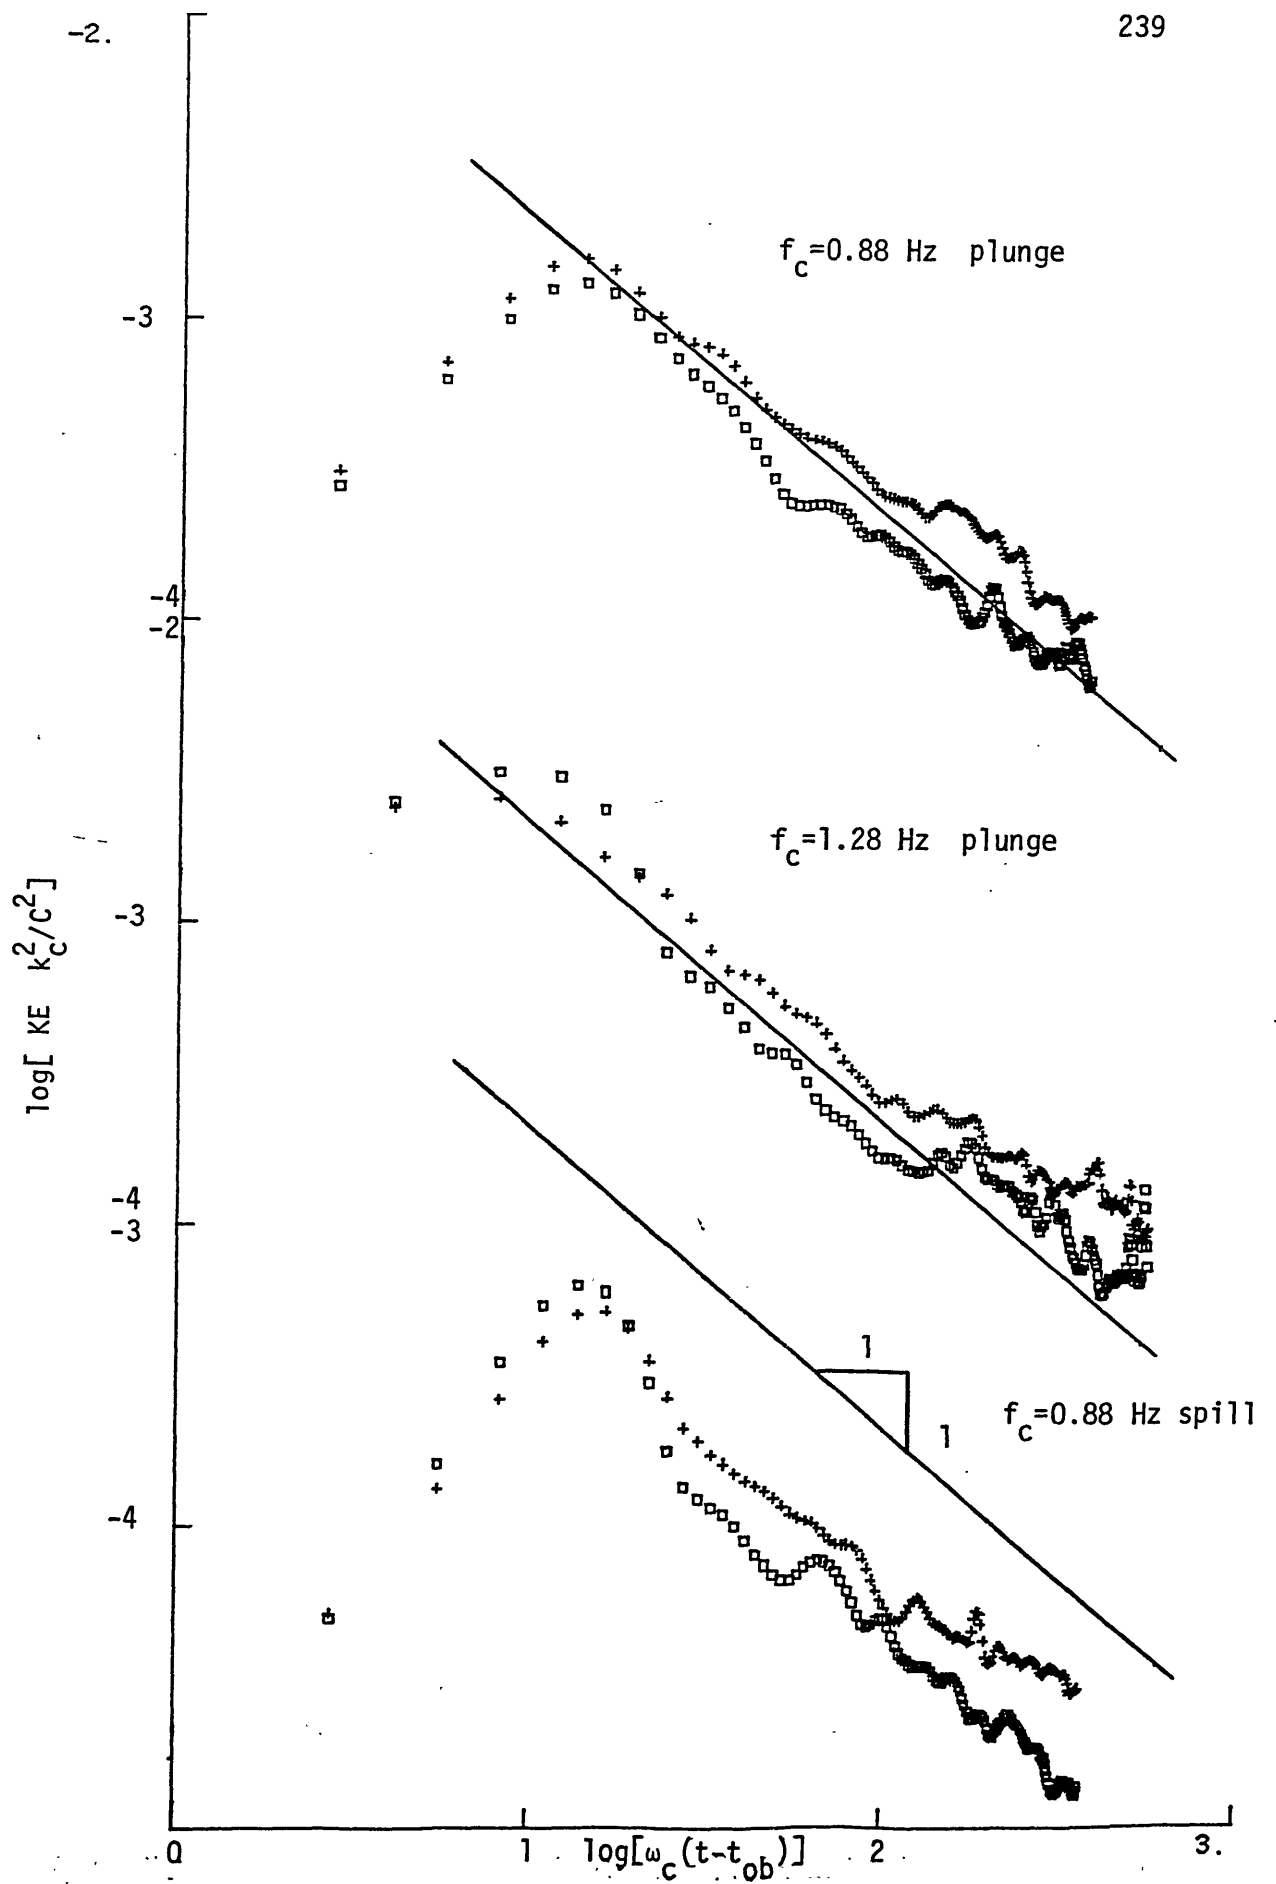 239
-2.
f_c=0.88 Hz plunge
-3
-4
-2
f_c=1.28 Hz plunge
-3
log[ KE k_c^2/C^2]
-4
-3
1
f_c=0.88 Hz spill
1
-4
0 1 2 3.
log[ω_c(t-t_ob)]